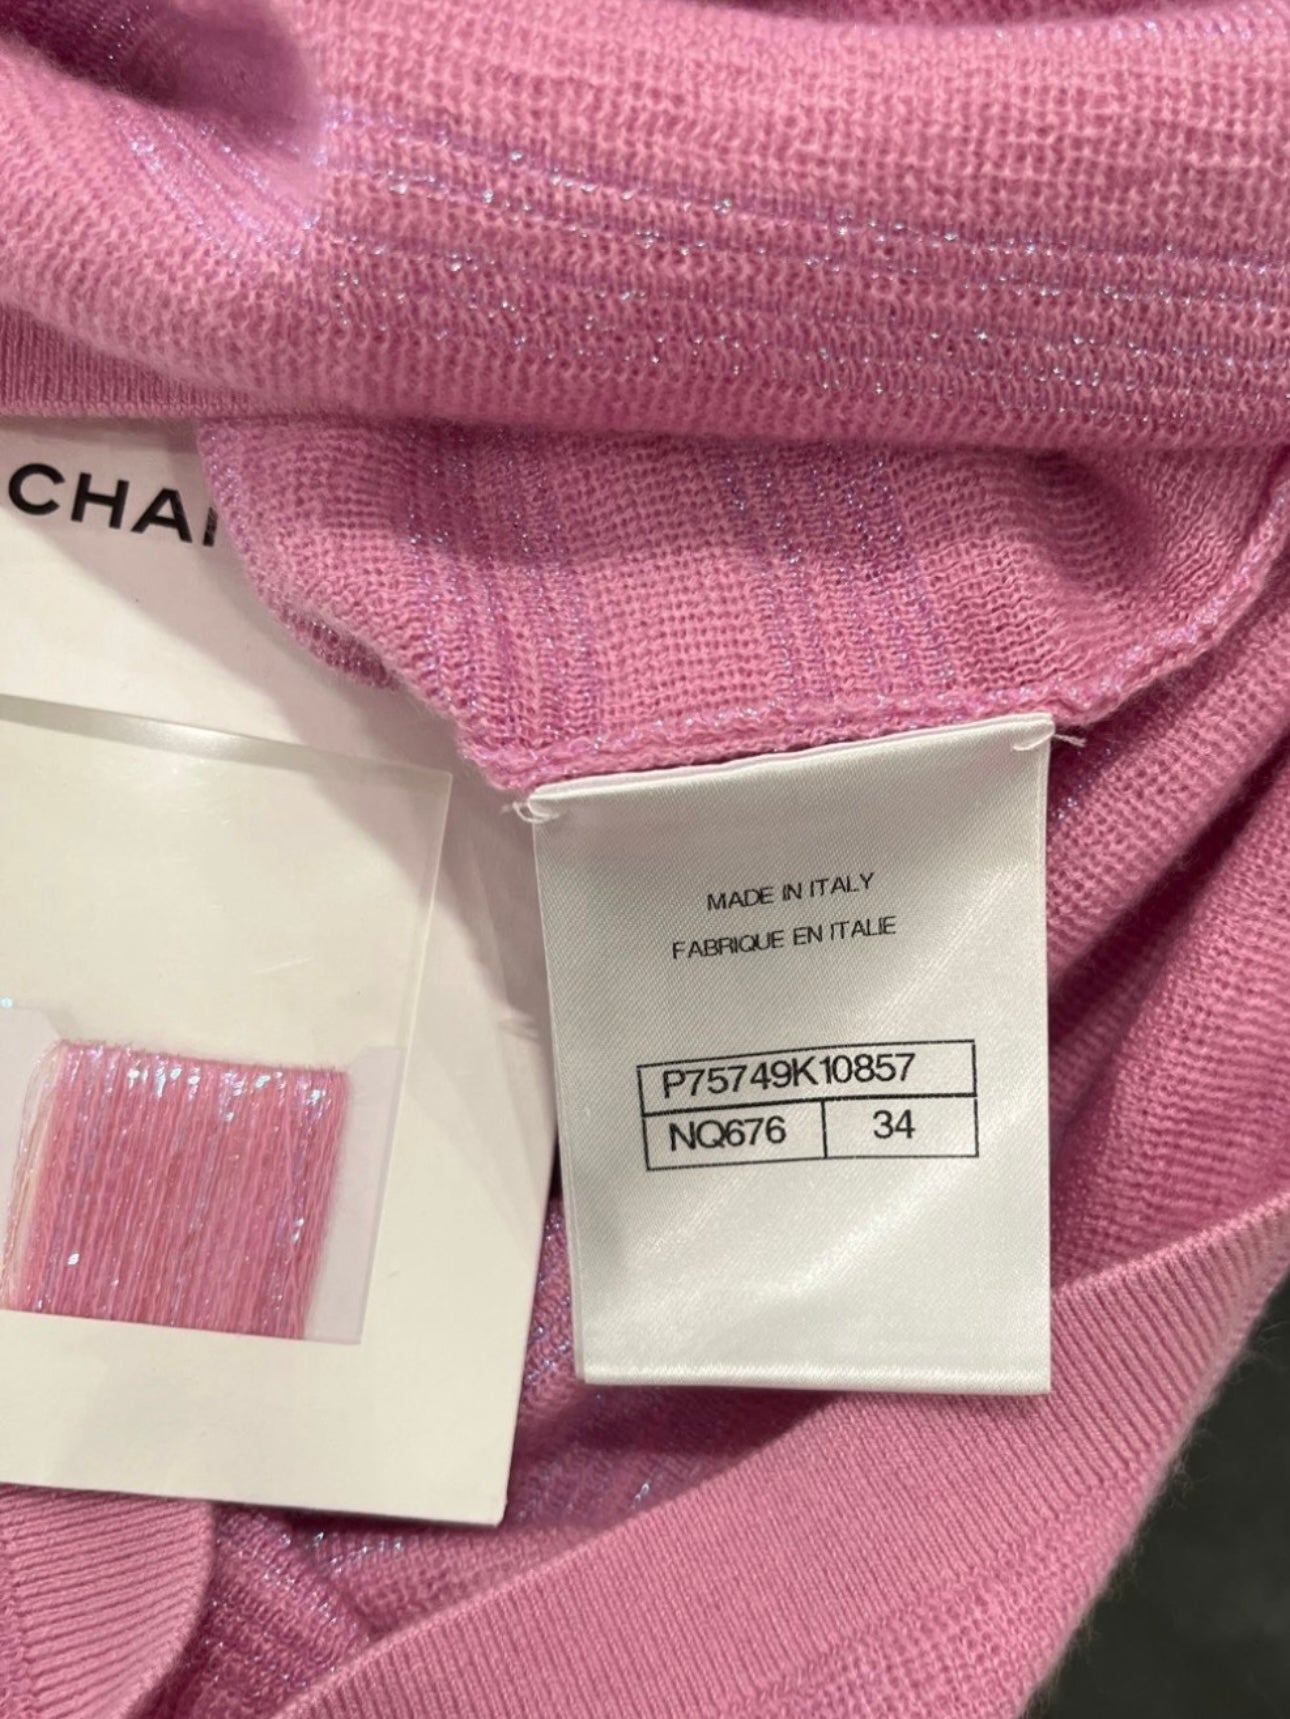 CHA
MADE IN ITALY
FABRIQUE EN ITALIE
P75749K10857
NQ676 34